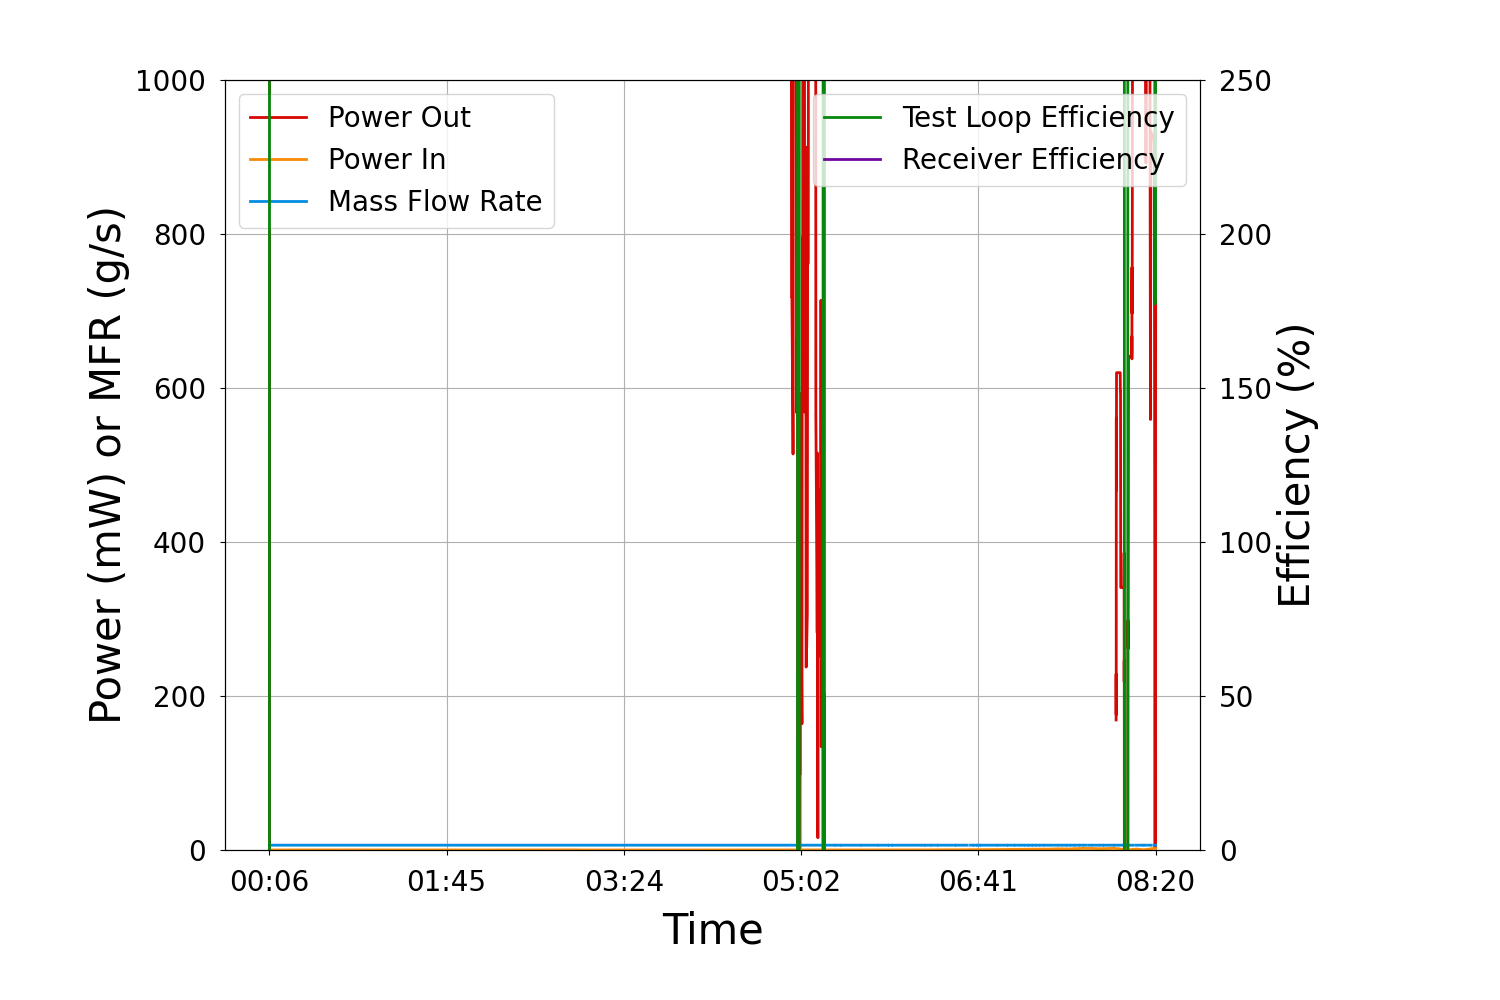 1000
800
600
400
200
0
Power (mW) or MFR (g/s)
Power Out
Power In
Mass Flow Rate
Test Loop Efficiency
Receiver Efficiency
250
200
150
100
50
0
Efficiency (%)
00:06 01:45 03:24 05:02 06:41 08:20
Time